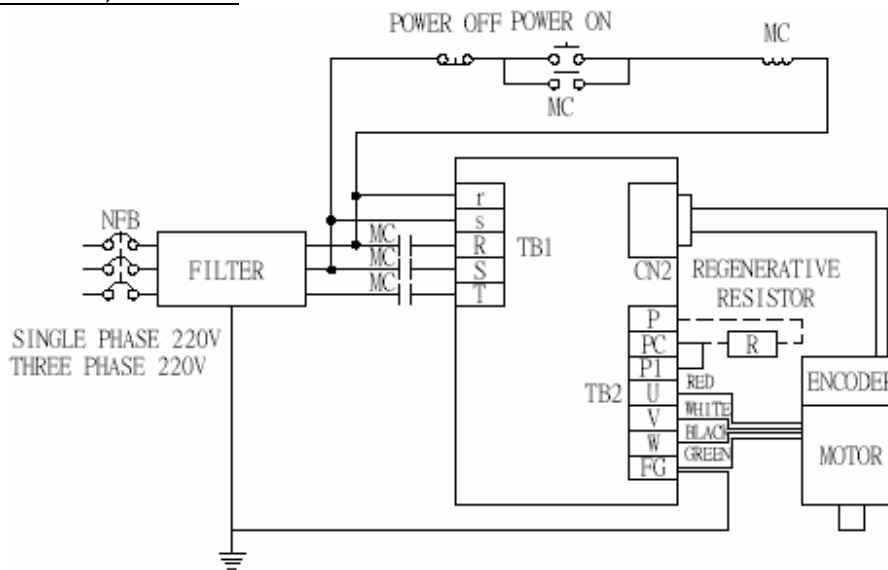 POWER OFF POWER ON
MC
MC
r
s
NFB
MC
R
TB1
MC
S
FILTER
MC
T
CN2
REGENERATIVE
RESISTOR
SINGLE PHASE 220V
THREE PHASE 220V
P
PC
R
P1
TB2
U
RED
ENCODER
V
WHITE
W
BLACK
FG
GREEN
MOTOR